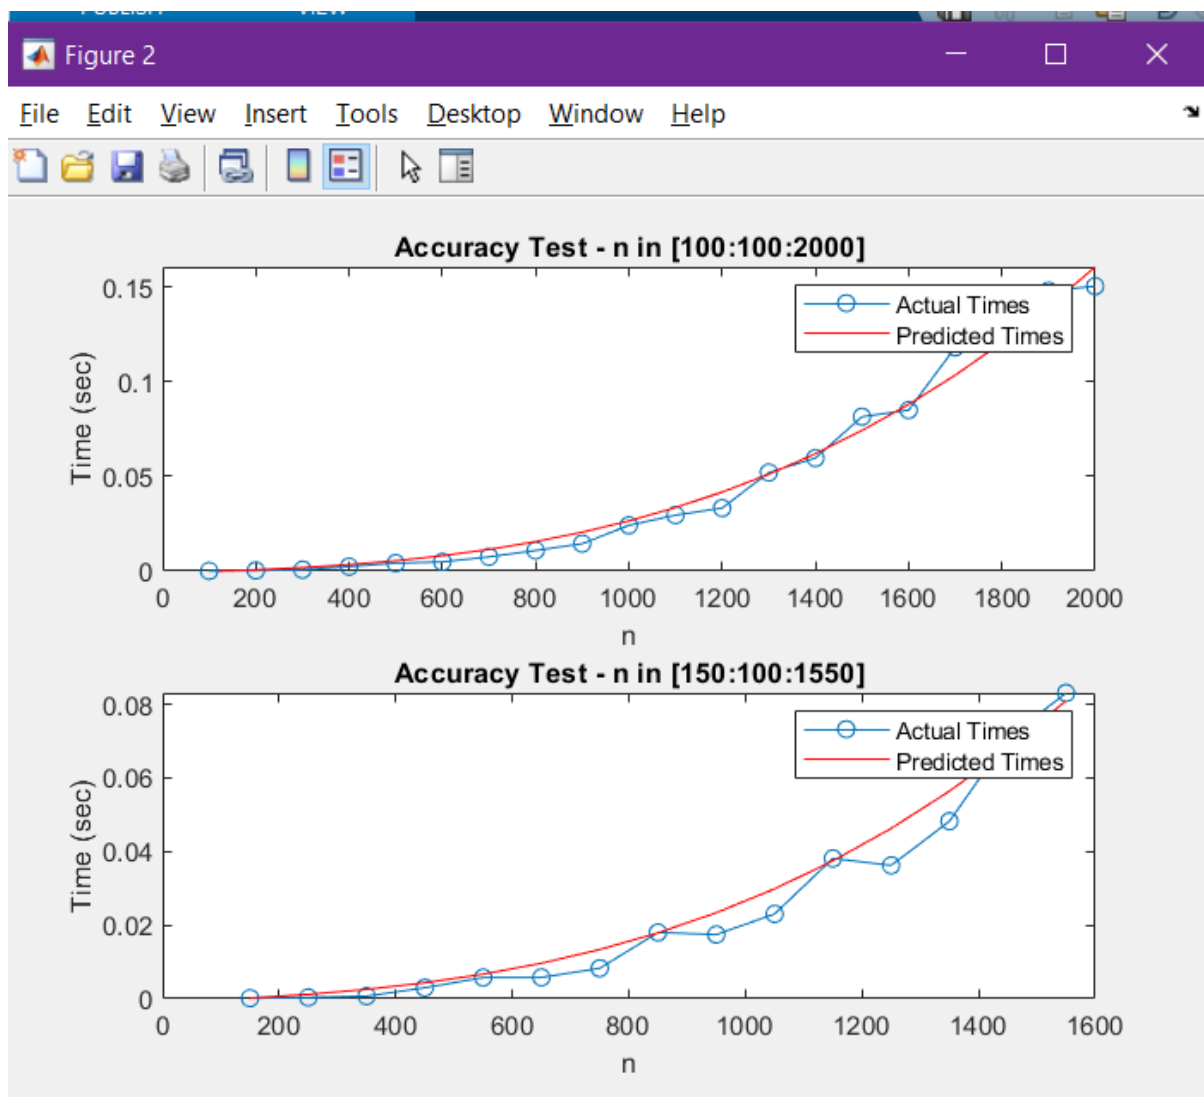 Figure 2
File Edit View Insert Tools Desktop Window Help
Accuracy Test - n in [100:100:2000]
Actual Times
Predicted Times
0.15
0.1
0.05
0
Time (sec)
0 200 400 600 800 1000 1200 1400 1600 1800 2000
n
Accuracy Test - n in [150:100:1550]
Actual Times
Predicted Times
0.08
0.06
0.04
0.02
0
Time (sec)
0 200 400 600 800 1000 1200 1400 1600
n